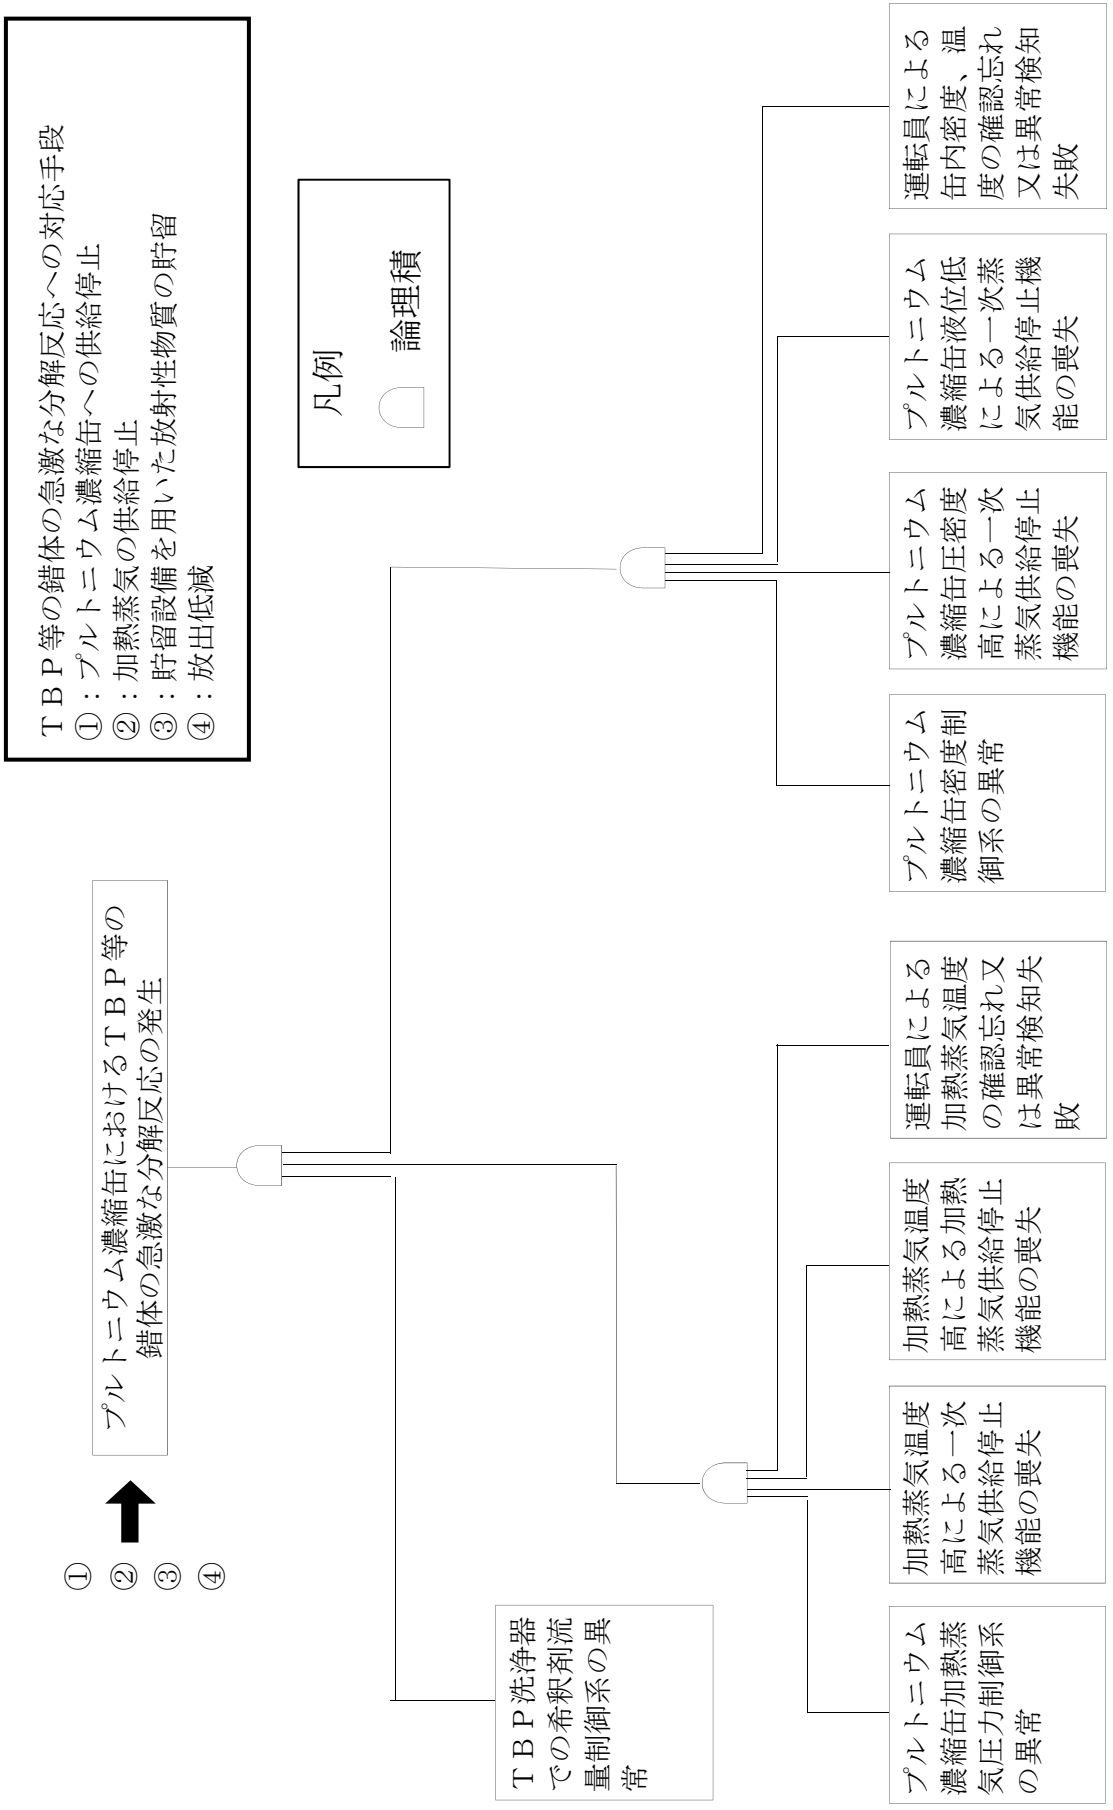 ＴＢＰ等の錯体の急激な分解反応への対応手段
①：プルトニウム濃縮缶への供給停止
②：加熱蒸気の供給停止
③：貯留設備を用いた放射性物質の貯留
④：放出低減
①
②
③
④
プルトニウム濃縮缶におけるＴＢＰ等の
錯体の急激な分解反応の発生
凡例
論理積
ＴＢＰ洗浄器
での希釈剤流
量制御系の異
常
プルトニウム
濃縮缶加熱蒸
気圧力制御系
の異常
加熱蒸気温度
高による一次
蒸気供給停止
機能の喪失
加熱蒸気温度
高による加熱
蒸気供給停止
機能の喪失
運転員による
加熱蒸気温度
の確認忘れ又
は異常検知失
敗
プルトニウム
濃縮缶密度制
御系の異常
プルトニウム
濃縮缶圧密度
高による一次
蒸気供給停止
機能の喪失
プルトニウム
濃縮缶液位低
による一次蒸
気供給停止機
能の喪失
運転員による
缶内密度、温
度の確認忘れ
又は異常検知
失敗